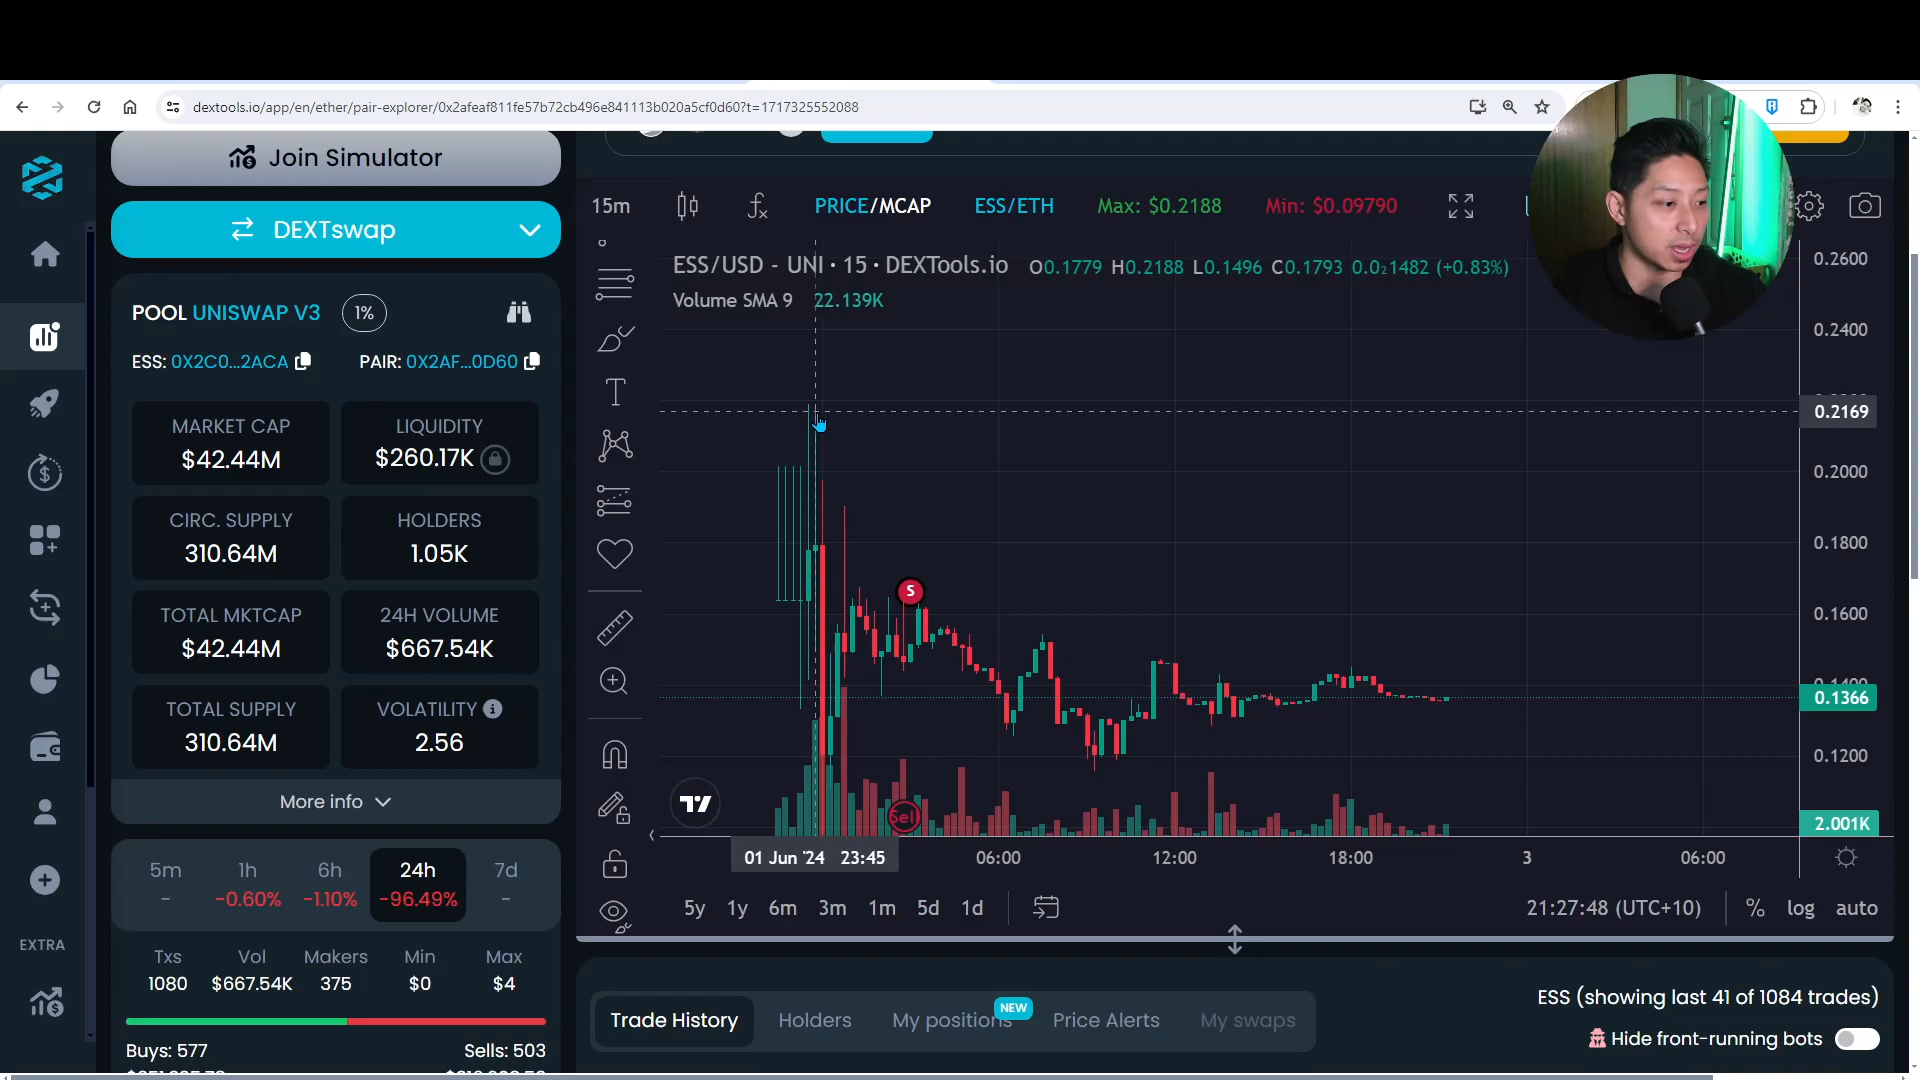 dextools.io/app/en/ether/pair-explorer/0x2afeaf811fe57b72cb496e841113b020a5cf0d60?t=1717325552088
Join Simulator
DEXTswap
POOL UNISWAP V3 1%
ESS: 0X2C0...2ACA PAIR: 0X2AF...0D60
MARKET CAP
$42.44M
LIQUIDITY
$260.17K
CIRC. SUPPLY
310.64M
HOLDERS
1.05K
TOTAL MKTCAP
$42.44M
24H VOLUME
$667.54K
TOTAL SUPPLY
310.64M
VOLATILITY
2.56
More info
5m 1h 6h 24h 7d
- -0.60% -1.10% -96.49% -
Txs Vol Makers Min Max
1080 $667.54K 375 $0 $4
Buys: 577 Sells: 503
EXTRA
15m PRICE/MCAP ESS/ETH Max: $0.2188 Min: $0.09790
ESS/USD - UNI · 15 · DEXTools.io O0.1779 H0.2188 L0.1496 C0.1793 0.0₂1482 (+0.83%)
Volume SMA 9 22.139K
0.2600
0.2400
0.2169
0.2000
0.1800
0.1600
0.1400
0.1366
0.1200
2.001K
S
Sell
01 Jun '24 23:45 06:00 12:00 18:00 3 06:00
5y 1y 6m 3m 1m 5d 1d 21:27:48 (UTC+10) % log auto
Trade History Holders My positions NEW Price Alerts My swaps
ESS (showing last 41 of 1084 trades)
Hide front-running bots